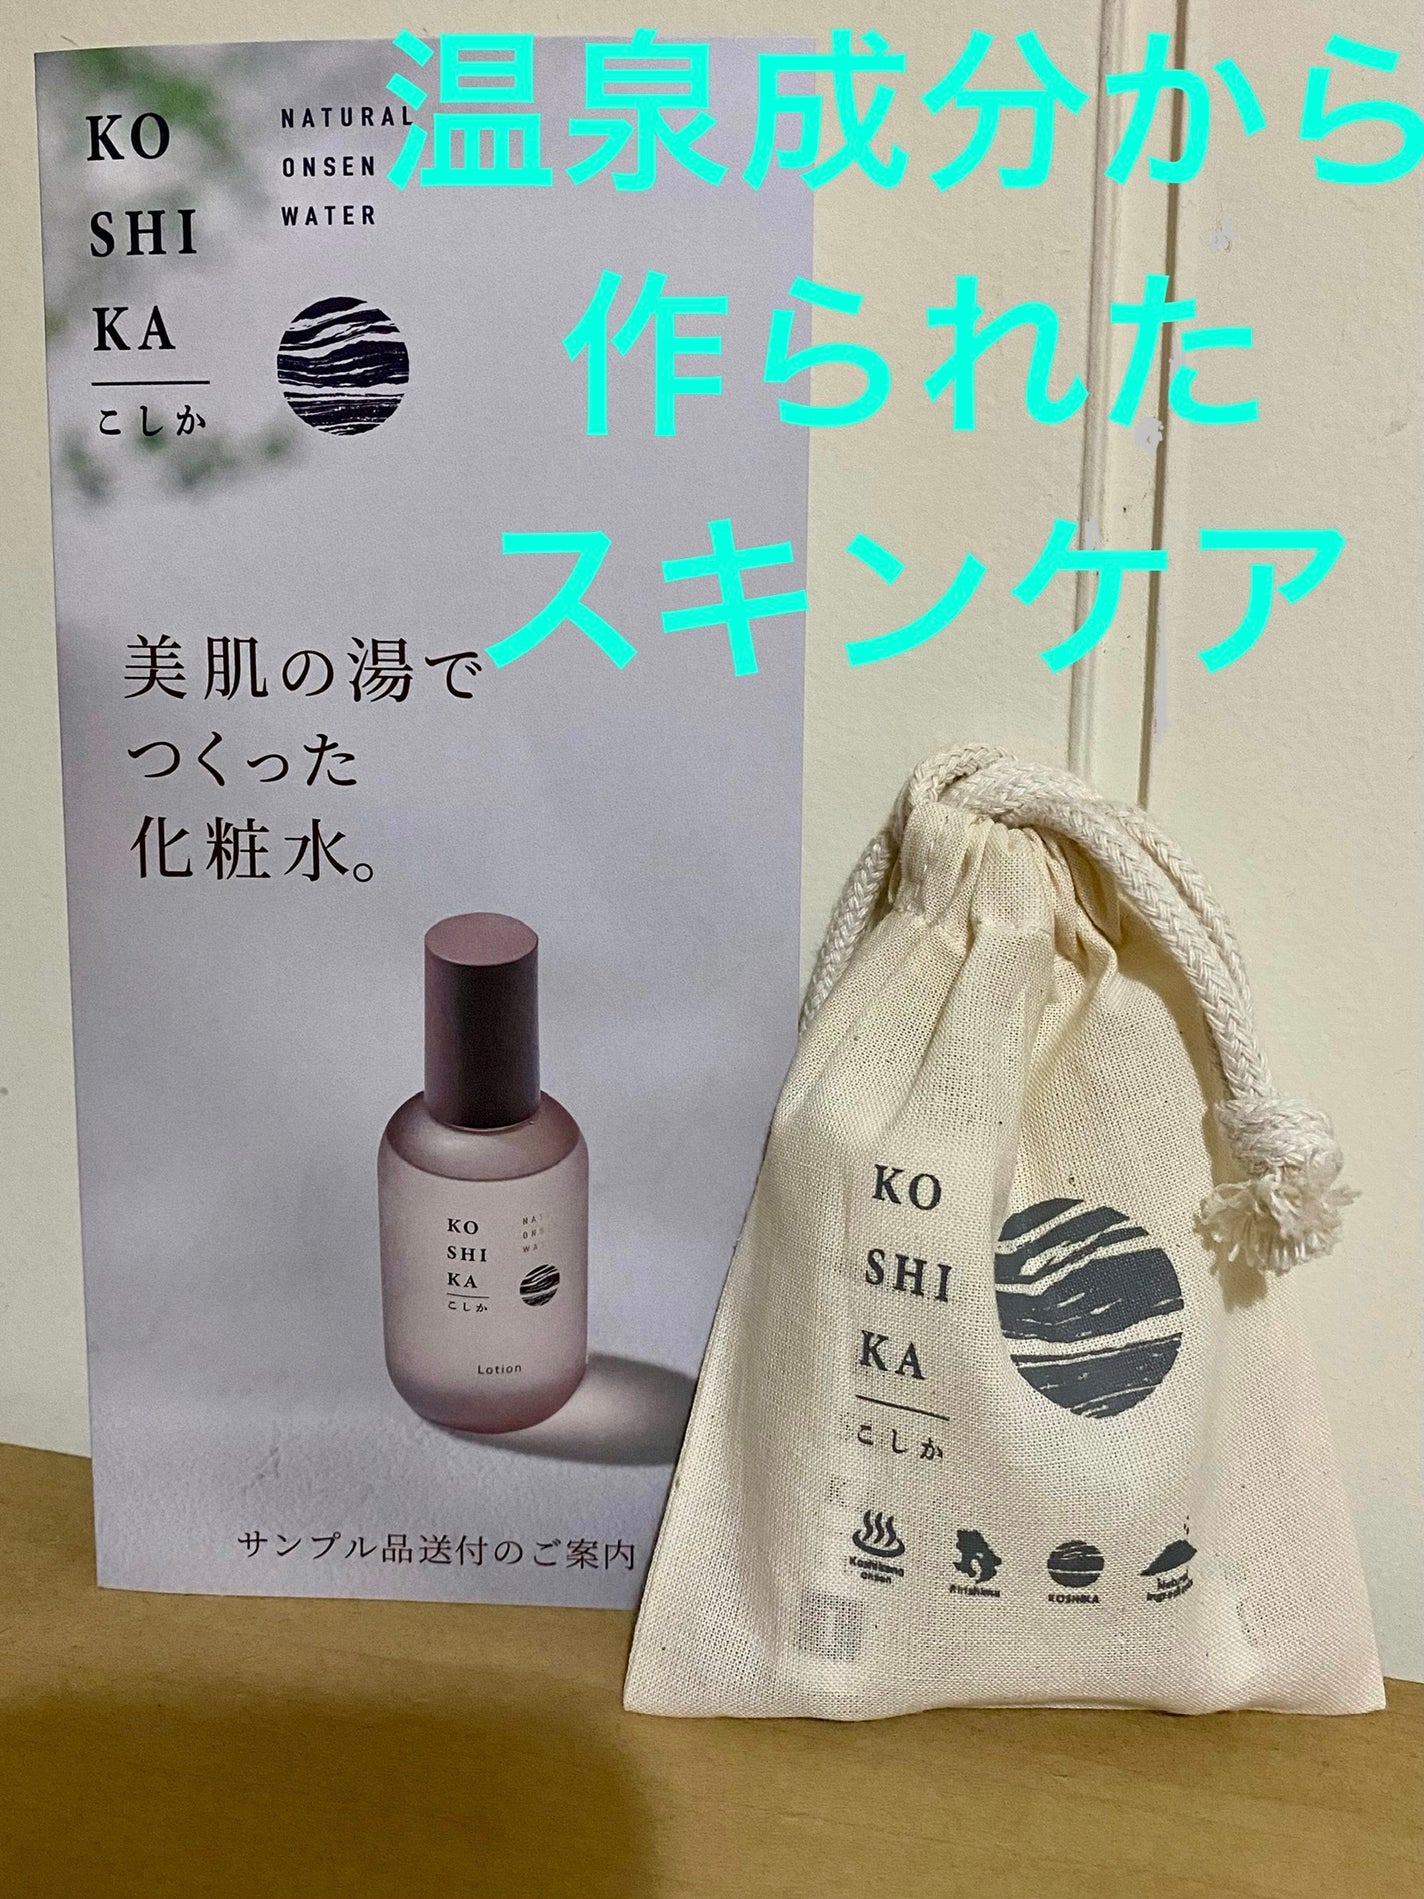 温泉成分から
作られた
スキンケア
KO
SHI
KA
こしか
NATURAL
ONSEN
WATER
美肌の湯で
つくった
化粧水。
KO
SHI
KA
こしか
Lotion
サンプル品送付のご案内
KO
SHI
KA
こしか
Kirishima
KOSHIKA
Natural